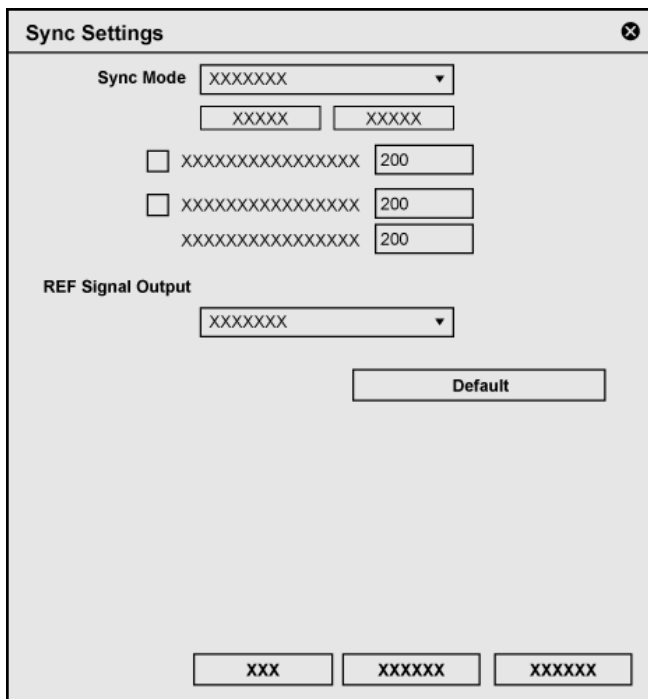 Sync Settings
Sync Mode XXXXXXX
XXXXX XXXXX
XXXXXXXXXXXXXXXX 200
XXXXXXXXXXXXXXXX 200
XXXXXXXXXXXXXXXX 200
REF Signal Output
XXXXXXX
Default
XXX XXXXXX XXXXXX